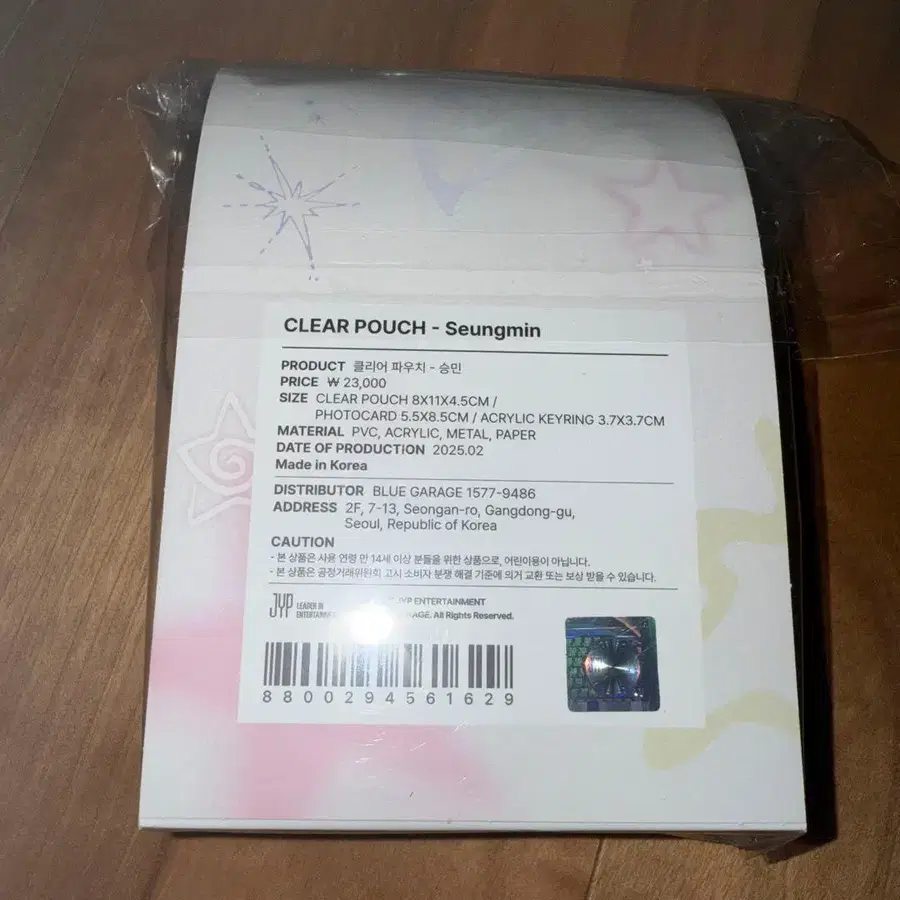 CLEAR POUCH - Seungmin
PRODUCT 클리어 파우치 - 승민
PRICE ₩ 23,000
SIZE CLEAR POUCH 8X11X4.5CM /
PHOTOCARD 5.5X8.5CM / ACRYLIC KEYRING 3.7X3.7CM
MATERIAL PVC, ACRYLIC, METAL, PAPER
DATE OF PRODUCTION 2025.02
Made in Korea
DISTRIBUTOR BLUE GARAGE 1577-9486
ADDRESS 2F, 7-13, Seongan-ro, Gangdong-gu,
Seoul, Republic of Korea
CAUTION
- 본 상품은 사용 연령 만 14세 이상 분들을 위한 상품으로, 어린이용이 아닙니다.
- 본 상품은 공정거래위원회 고시 소비자 분쟁 해결 기준에 의거 교환 또는 보상 받을 수 있습니다.
JYP LEADER IN JYP ENTERTAINMENT
All Rights Reserved.
8800294561629